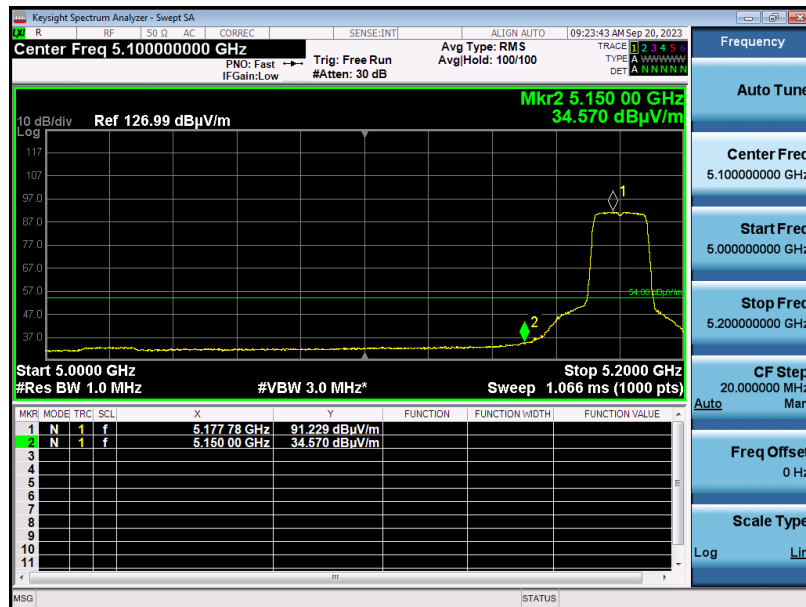 Keysight Spectrum Analyzer - Swept SA
LXI R RF 50 Ω AC CORREC SENSE:INT ALIGN AUTO 09:23:43 AM Sep 20, 2023
Center Freq 5.100000000 GHz
PNO: Fast
IFGain:Low
Trig: Free Run
#Atten: 30 dB
Avg Type: RMS
Avg|Hold: 100/100
TRACE 1 2 3 4 5 6
TYPE A WWWWW
DET A N N N N N
Mkr2 5.150 00 GHz
34.570 dBµV/m
10 dB/div Ref 126.99 dBµV/m
Log
117
107
97.0
87.0
77.0
67.0
57.0
47.0
37.0
1
54.00 dBµV/m
2
Start 5.0000 GHz Stop 5.2000 GHz
#Res BW 1.0 MHz #VBW 3.0 MHz* Sweep 1.066 ms (1000 pts)
MKR MODE TRC SCL X Y FUNCTION FUNCTION WIDTH FUNCTION VALUE
1 N 1 f 5.177 78 GHz 91.229 dBµV/m
2 N 1 f 5.150 00 GHz 34.570 dBµV/m
3
4
5
6
7
8
9
10
11
MSG STATUS
Frequency
Auto Tune
Center Freq
5.100000000 GHz
Start Freq
5.000000000 GHz
Stop Freq
5.200000000 GHz
CF Step
20.000000 MHz
Auto Man
Freq Offset
0 Hz
Scale Type
Log Lin